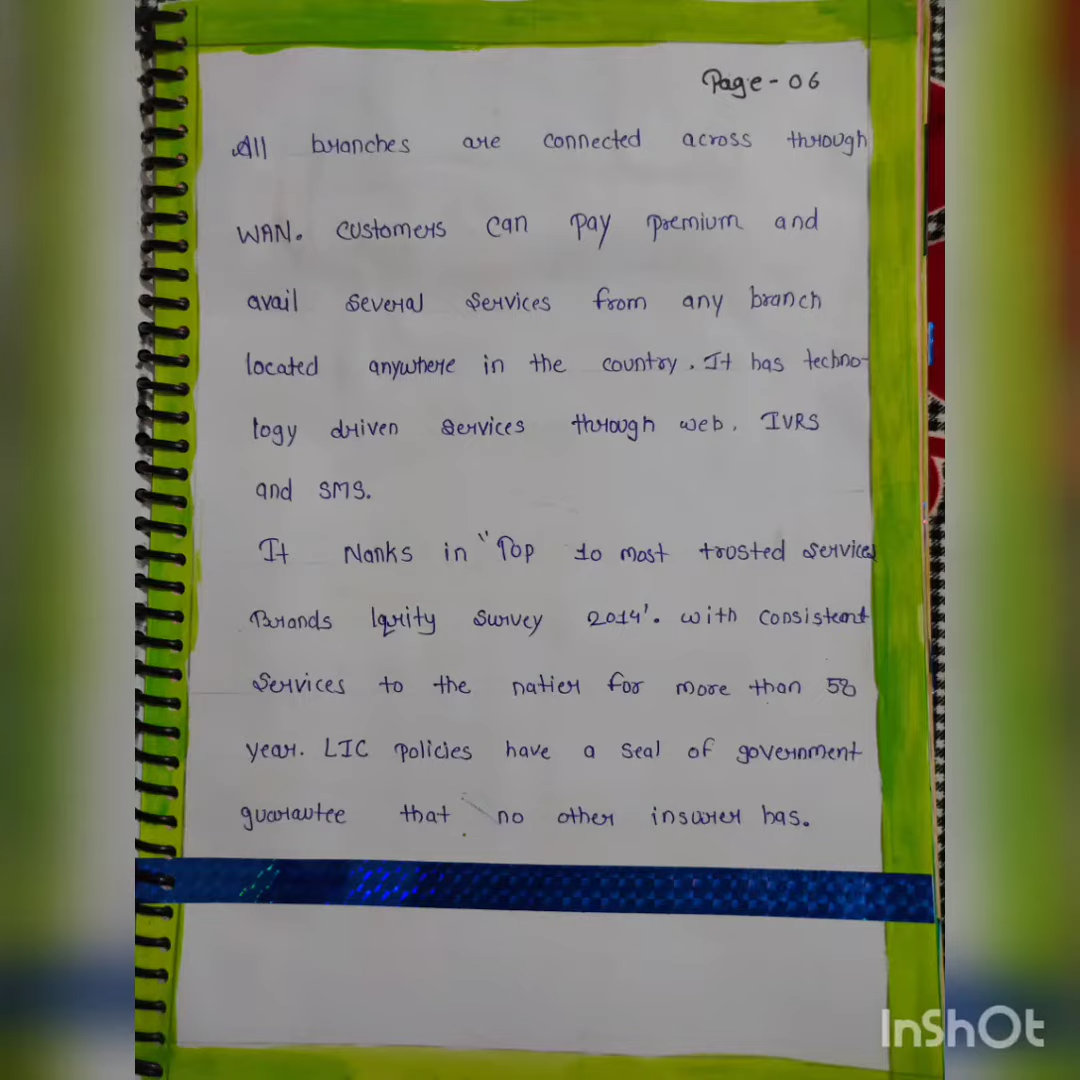 Page - 06
All branches are connected across through
WAN. customers can pay premium and
avail several services from any branch
located anywhere in the country. It has techno-
logy driven services through web, IVRS
and SMS.
It Nanks in "Top 10 most trosted service
Brands Iqrity survey 2014'. with consisteant
services to the natier for more than 58
year. LIC policies have a seal of government
guarautee that no other insurer has.
InShOt